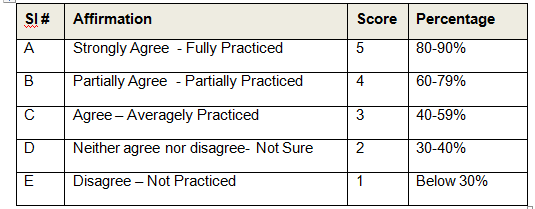 Sl # Affirmation Score Percentage
A Strongly Agree - Fully Practiced 5 80-90%
B Partially Agree - Partially Practiced 4 60-79%
C Agree – Averagely Practiced 3 40-59%
D Neither agree nor disagree- Not Sure 2 30-40%
E Disagree – Not Practiced 1 Below 30%